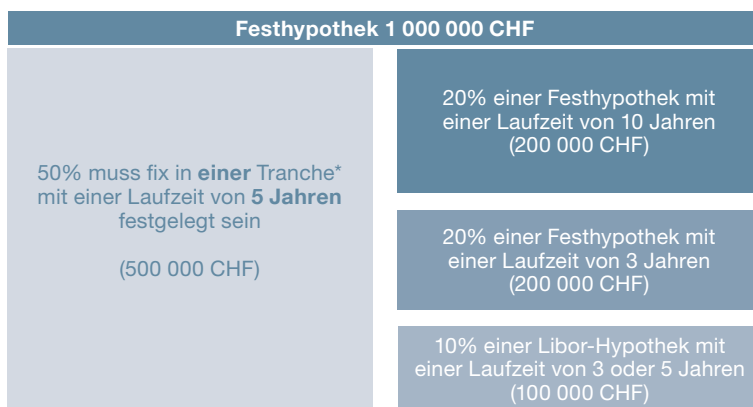 Festhypothek 1 000 000 CHF
50% muss fix in einer Tranche*
mit einer Laufzeit von 5 Jahren
festgelegt sein
(500 000 CHF)
20% einer Festhypothek mit
einer Laufzeit von 10 Jahren
(200 000 CHF)
20% einer Festhypothek mit
einer Laufzeit von 3 Jahren
(200 000 CHF)
10% einer Libor-Hypothek mit
einer Laufzeit von 3 oder 5 Jahren
(100 000 CHF)